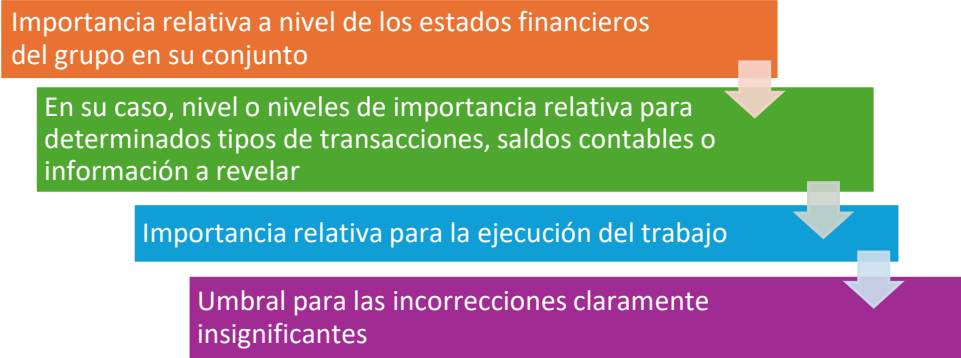 Importancia relativa a nivel de los estados financieros
del grupo en su conjunto
En su caso, nivel o niveles de importancia relativa para
determinados tipos de transacciones, saldos contables o
información a revelar
Importancia relativa para la ejecución del trabajo
Umbral para las incorrecciones claramente
insignificantes